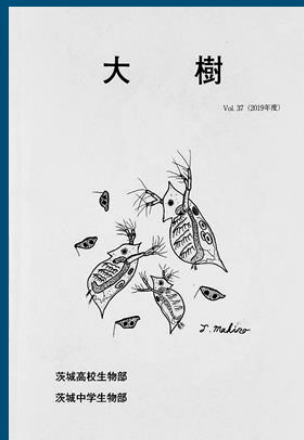 大樹
Vol. 37（2019年度）
T. Makino
茨城高校生物部
茨城中学生物部